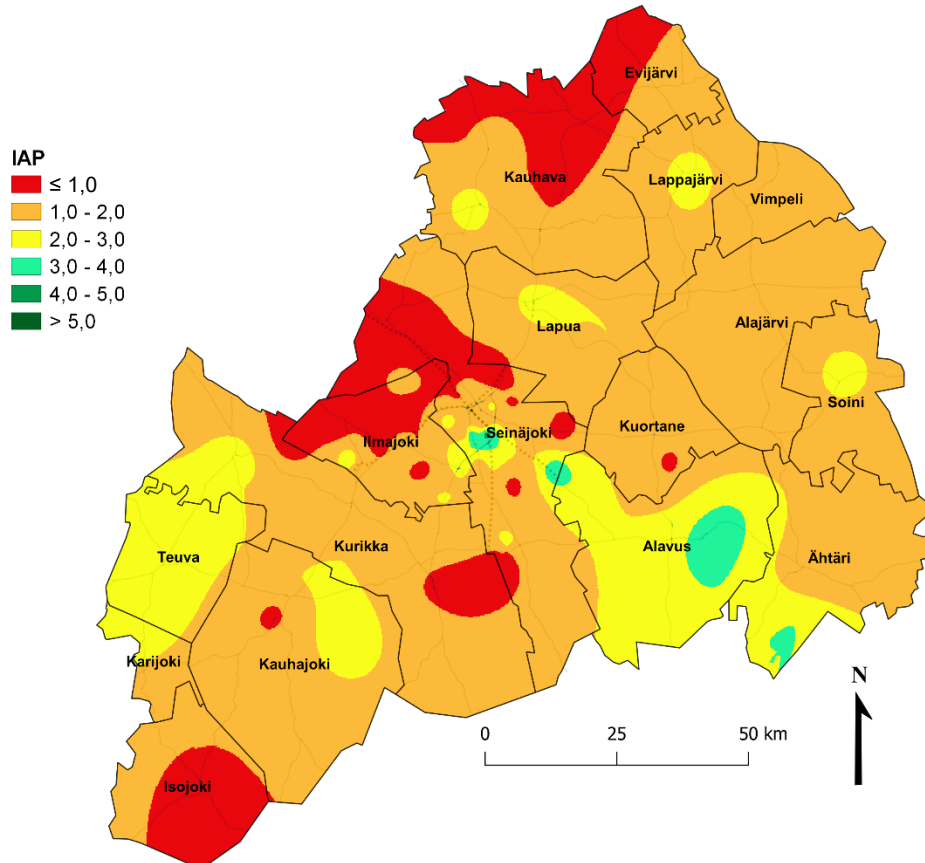 IAP
≤ 1,0
1,0 - 2,0
2,0 - 3,0
3,0 - 4,0
4,0 - 5,0
> 5,0
Evijärvi
Kauhava
Lappajärvi
Vimpeli
Lapua
Alajärvi
Soini
Ilmajoki
Seinäjoki
Kuortane
Teuva
Kurikka
Alavus
Ähtäri
Karijoki
Kauhajoki
Isojoki
N
0 25 50 km